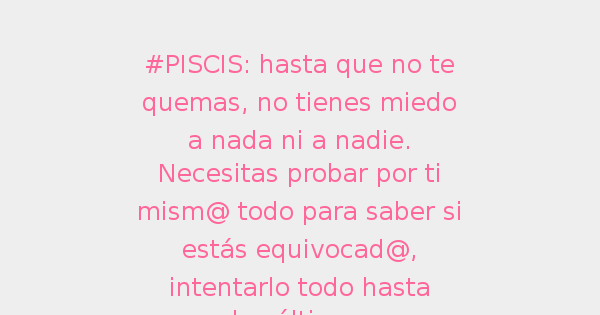 #PISCIS: hasta que no te
quemas, no tienes miedo
a nada ni a nadie.
Necesitas probar por ti
mism@ todo para saber si
estás equivocad@,
intentarlo todo hasta